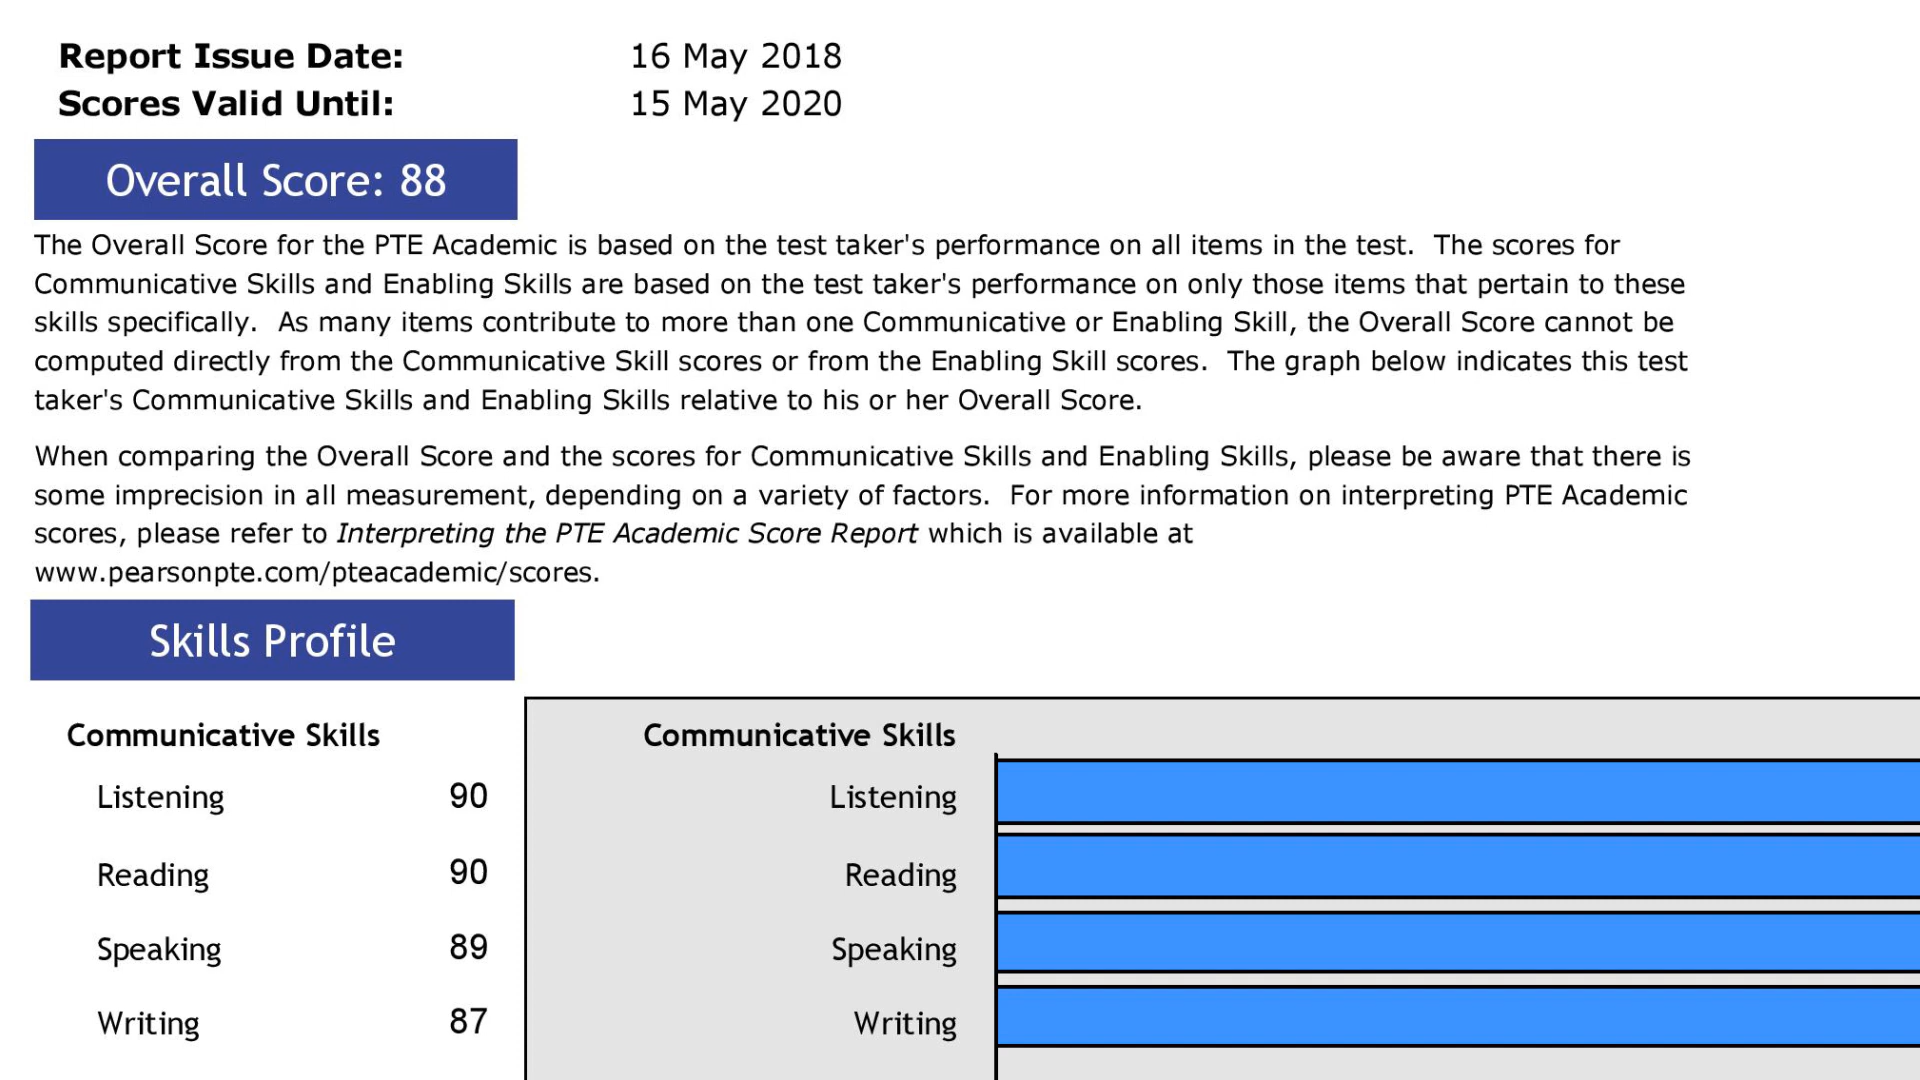 Report Issue Date: 16 May 2018
Scores Valid Until: 15 May 2020
Overall Score: 88
The Overall Score for the PTE Academic is based on the test taker's performance on all items in the test. The scores for
Communicative Skills and Enabling Skills are based on the test taker's performance on only those items that pertain to these
skills specifically. As many items contribute to more than one Communicative or Enabling Skill, the Overall Score cannot be
computed directly from the Communicative Skill scores or from the Enabling Skill scores. The graph below indicates this test
taker's Communicative Skills and Enabling Skills relative to his or her Overall Score.
When comparing the Overall Score and the scores for Communicative Skills and Enabling Skills, please be aware that there is
some imprecision in all measurement, depending on a variety of factors. For more information on interpreting PTE Academic
scores, please refer to Interpreting the PTE Academic Score Report which is available at
www.pearsonpte.com/pteacademic/scores.
Skills Profile
Communicative Skills
Listening 90
Reading 90
Speaking 89
Writing 87
Communicative Skills
Listening
Reading
Speaking
Writing